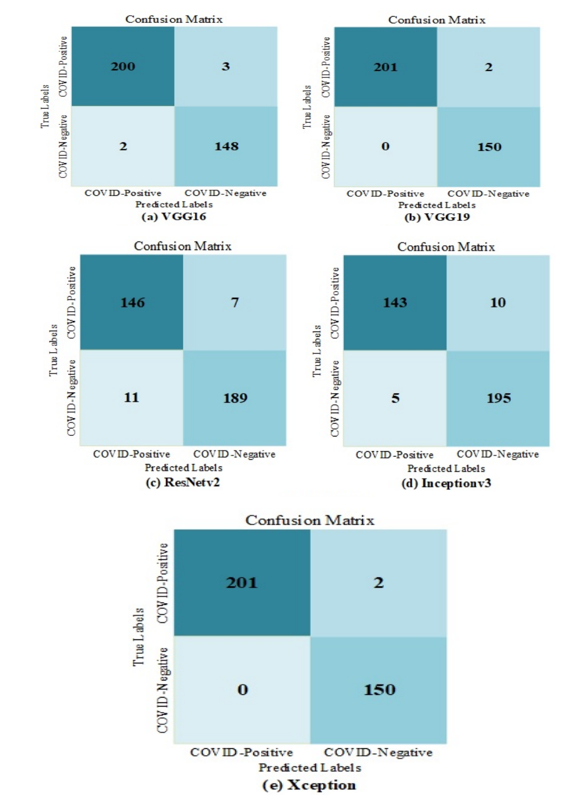 Confusion Matrix
True Labels
COVID-Positive
200 3
COVID-Negative
2 148
COVID-Positive COVID-Negative
Predicted Labels
(a) VGG16
Confusion Matrix
True Labels
COVID-Positive
201 2
COVID-Negative
0 150
COVID-Positive COVID-Negative
Predicted Labels
(b) VGG19
Confusion Matrix
True Labels
COVID-Positive
146 7
COVID-Negative
11 189
COVID-Positive COVID-Negative
Predicted Labels
(c) ResNetv2
Confusion Matrix
True Labels
COVID-Positive
143 10
COVID-Negative
5 195
COVID-Positive COVID-Negative
Predicted Labels
(d) Inceptionv3
Confusion Matrix
True Labels
COVID-Positive
201 2
COVID-Negative
0 150
COVID-Positive COVID-Negative
Predicted Labels
(e) Xception